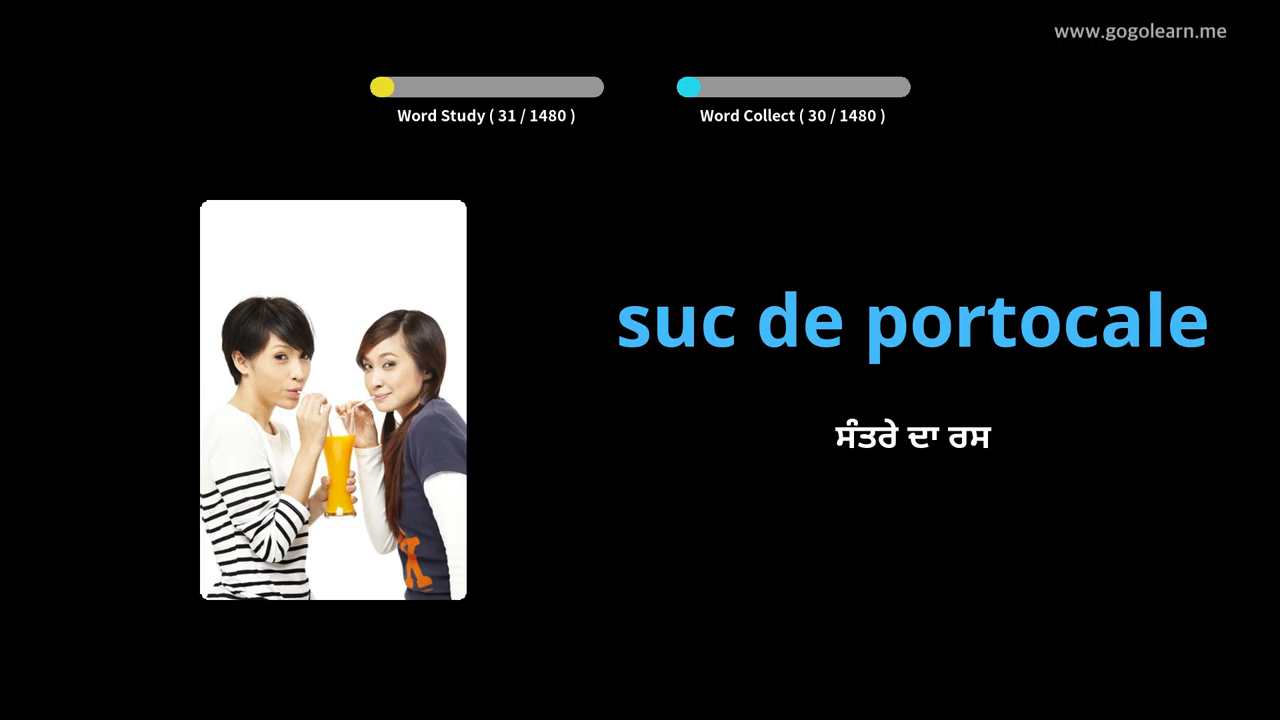 www.gogolearn.me
Word Study ( 31 / 1480 )
Word Collect ( 30 / 1480 )
suc de portocale
ਸੰਤਰੇ ਦਾ ਰਸ